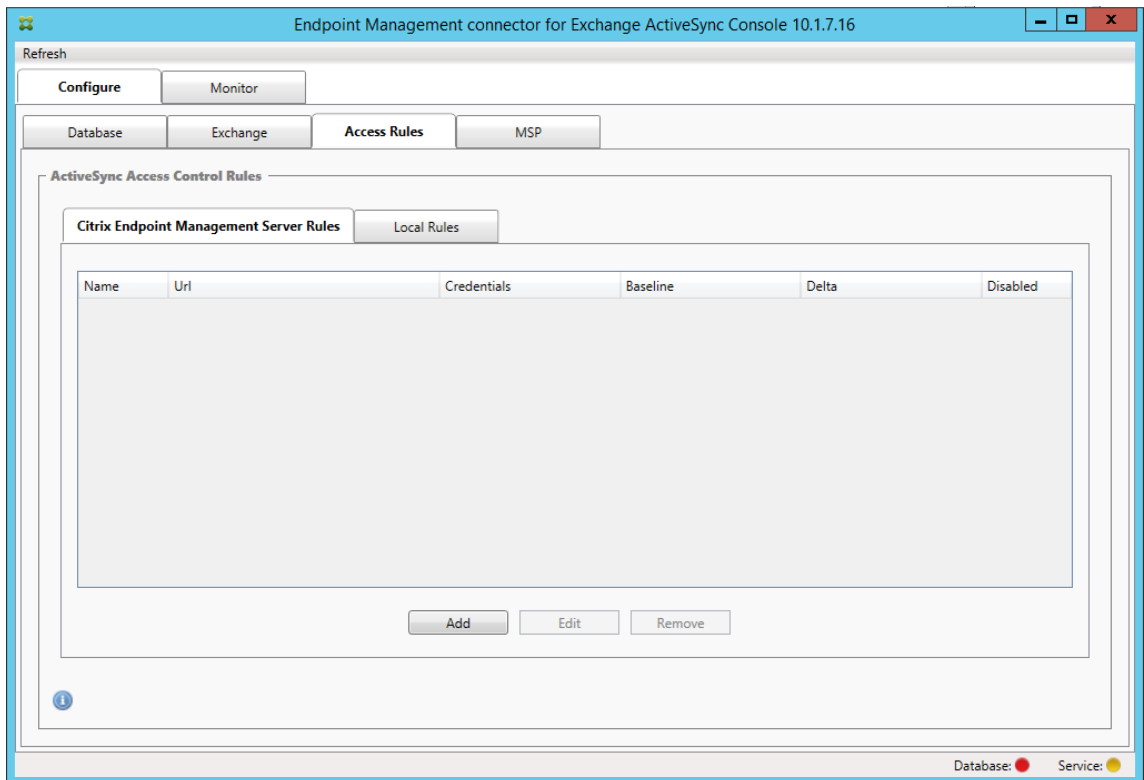 Endpoint Management connector for Exchange ActiveSync Console 10.1.7.16
Refresh
Configure Monitor
Database Exchange Access Rules MSP
ActiveSync Access Control Rules
Citrix Endpoint Management Server Rules Local Rules
Name Url Credentials Baseline Delta Disabled
Add Edit Remove
Database: Service: